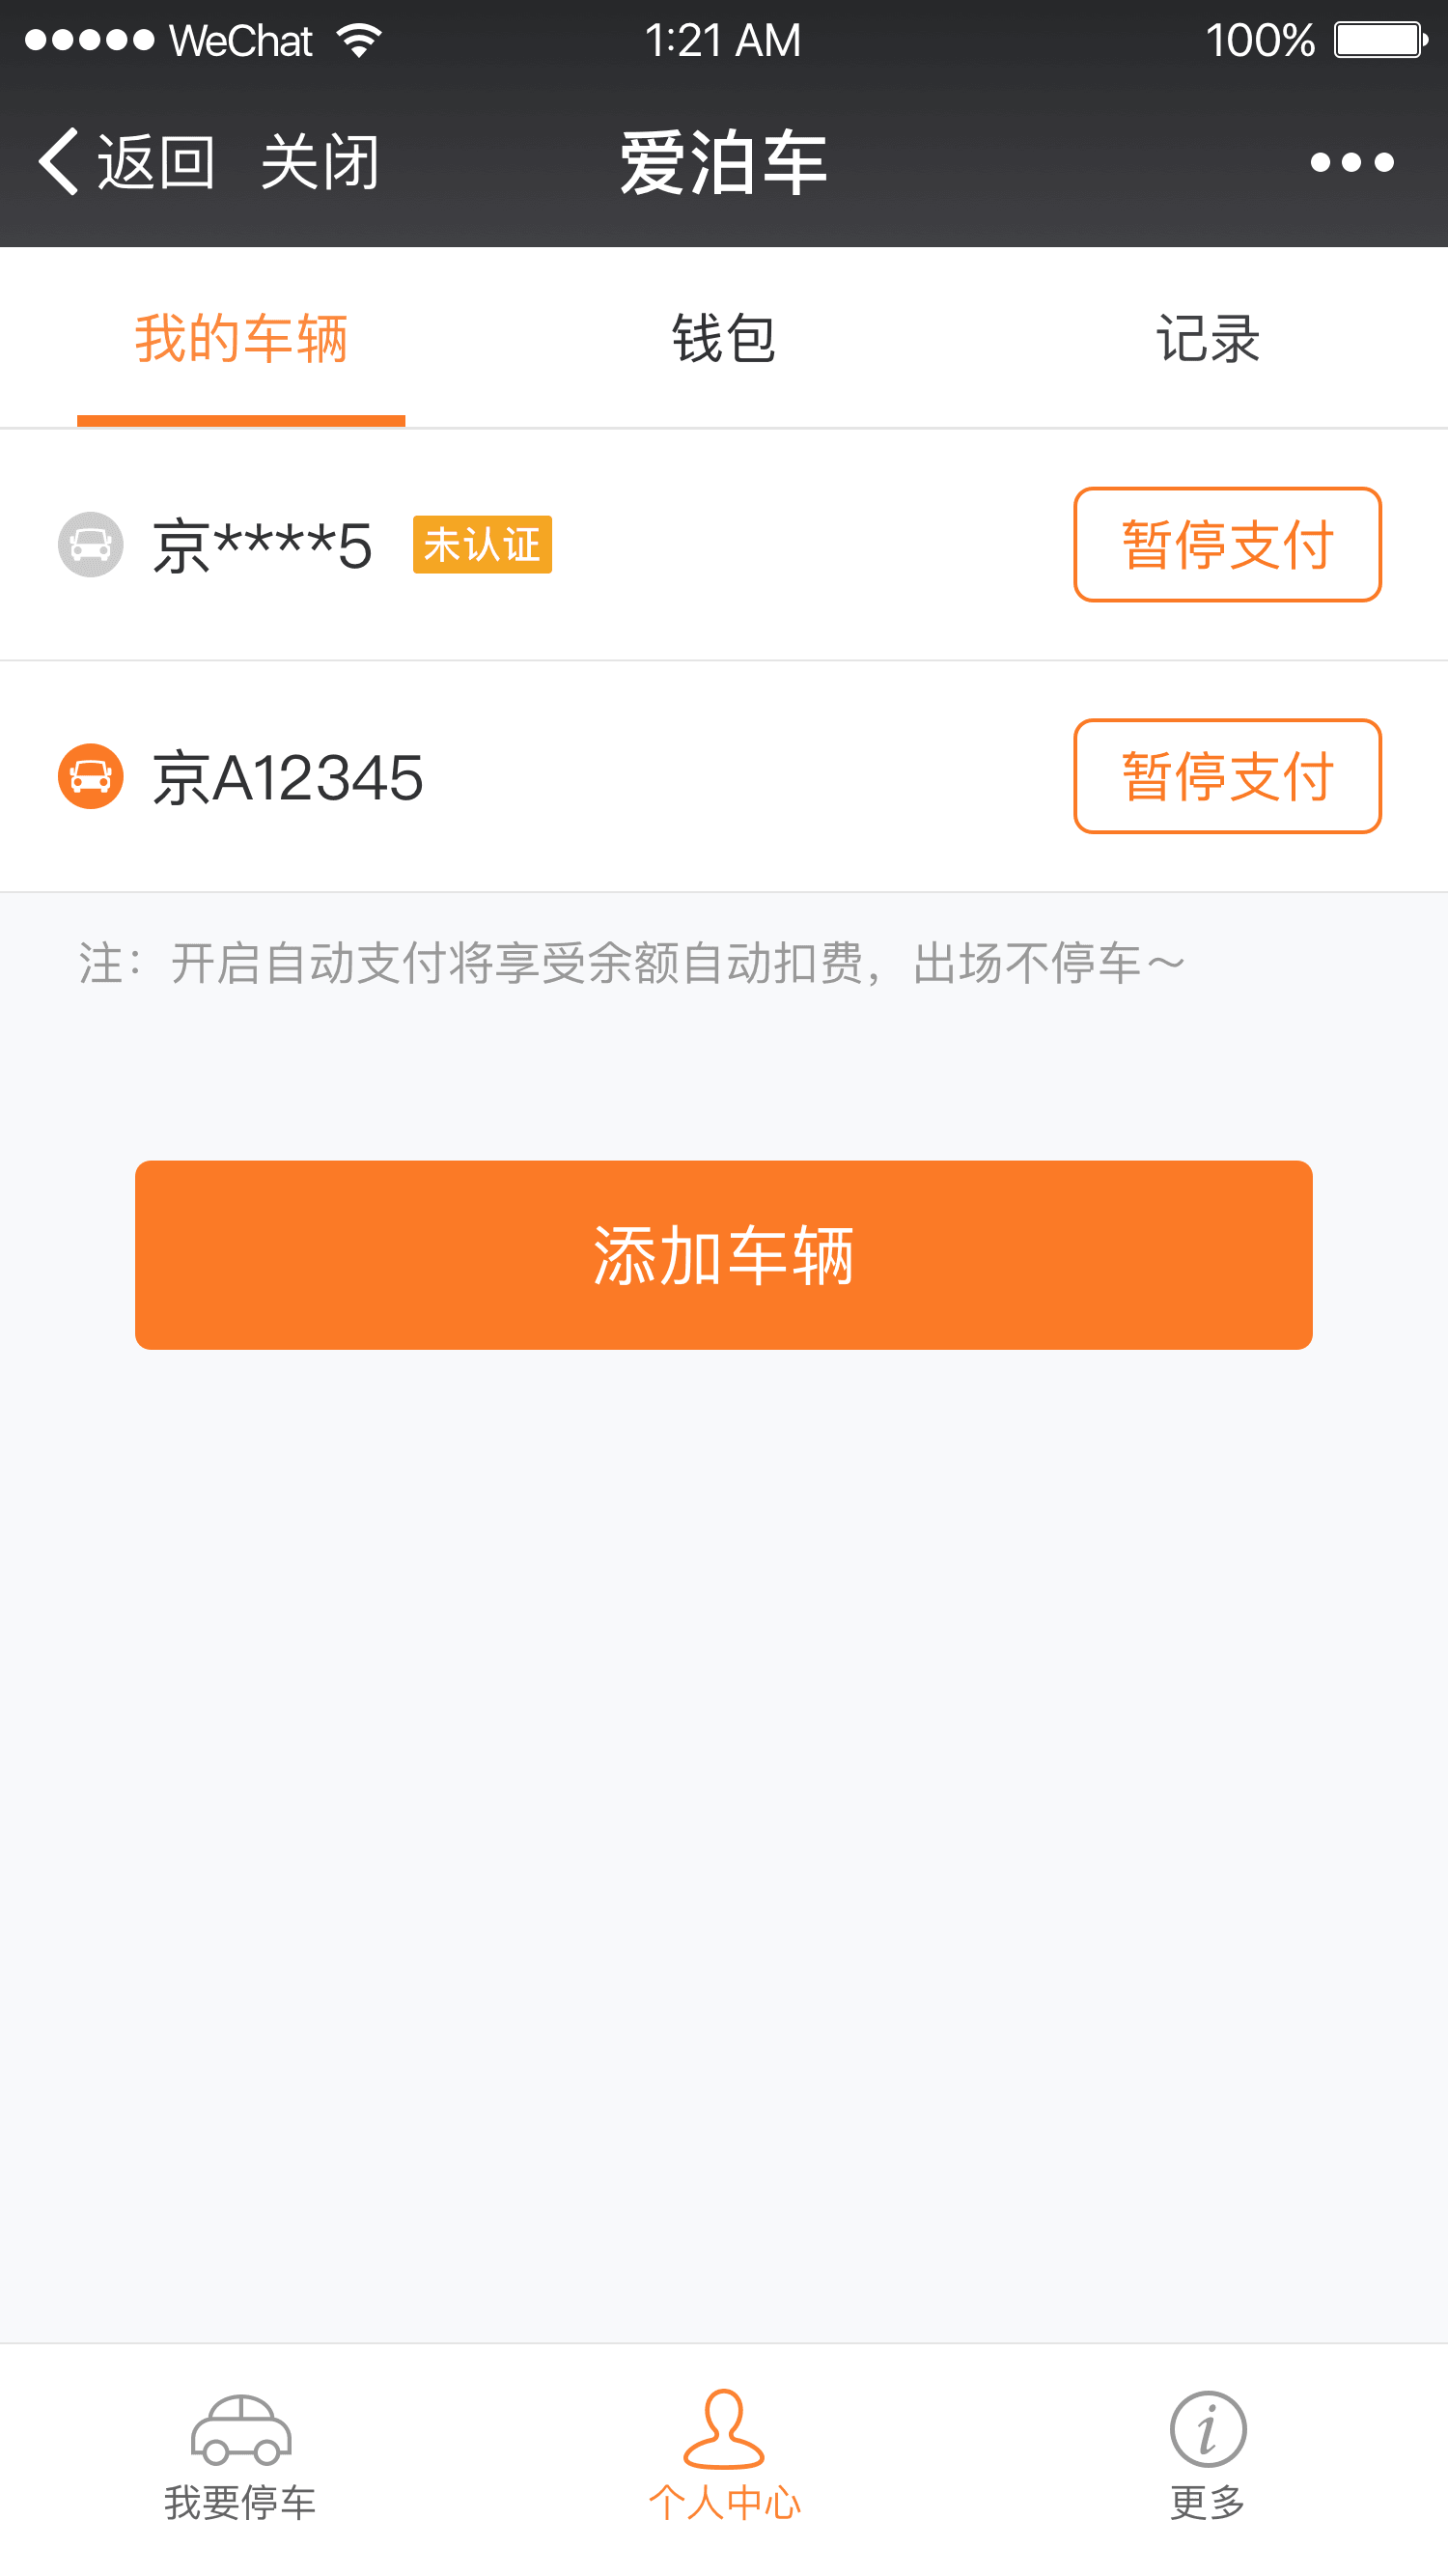 WeChat 1:21 AM 100%
返回 关闭 爱泊车
我的车辆 钱包 记录
京****5 未认证 暂停支付
京A12345 暂停支付
注：开启自动支付将享受余额自动扣费，出场不停车～
添加车辆
我要停车 个人中心 更多